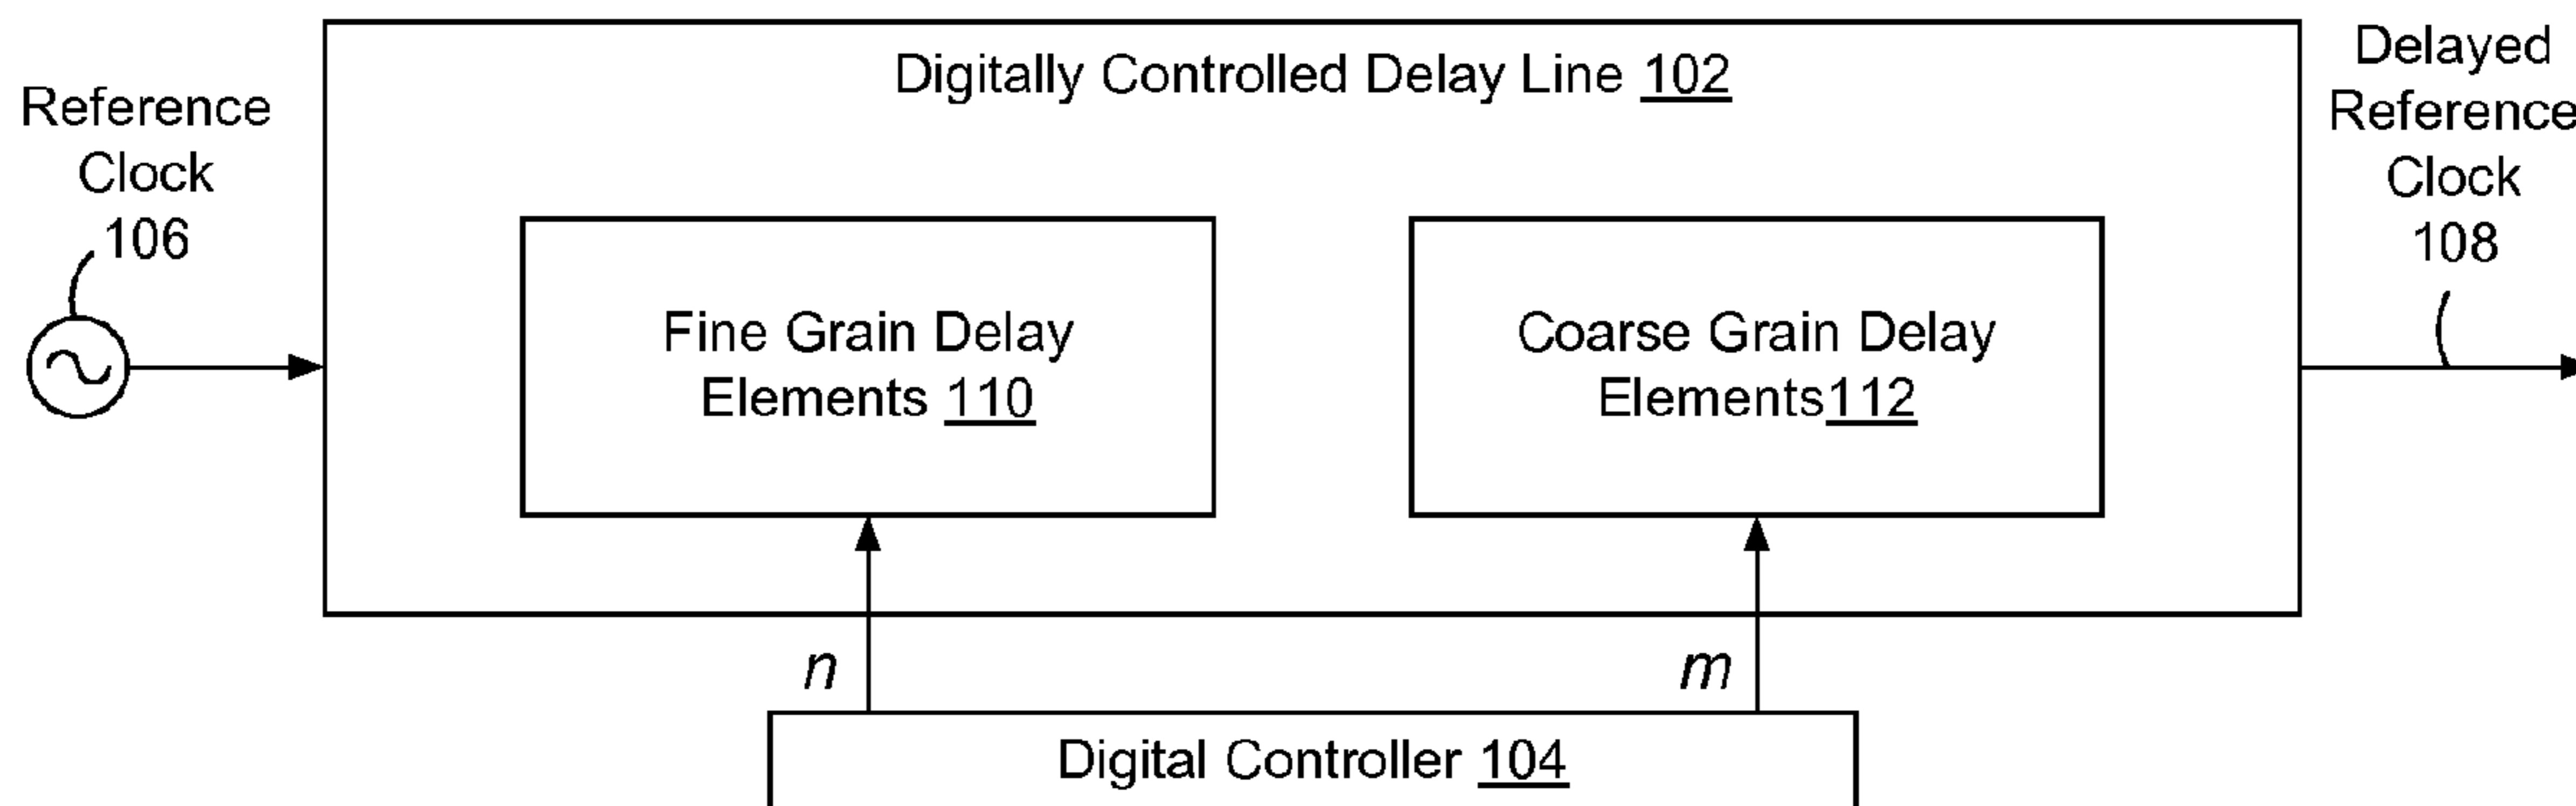 Digitally Controlled Delay Line 102
Reference
Clock
106
Delayed
Reference
Clock
108
Fine Grain Delay
Elements 110
Coarse Grain Delay
Elements112
n
m
Digital Controller 104